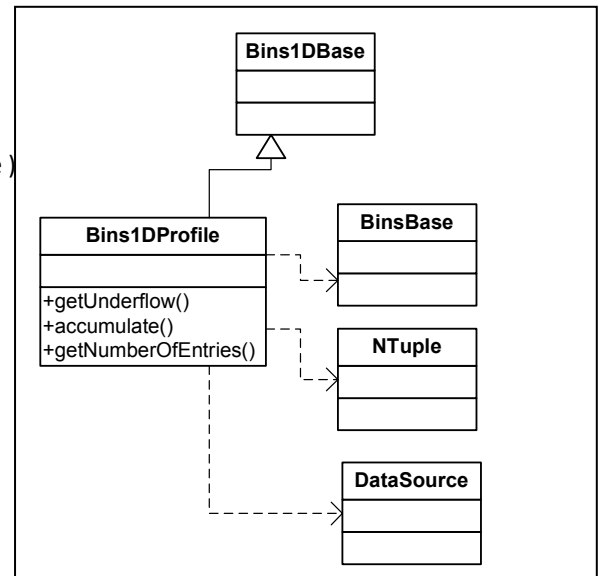 Bins1DBase
e )
Bins1DProfile
+getUnderflow()
+accumulate()
+getNumberOfEntries()
BinsBase
NTuple
DataSource